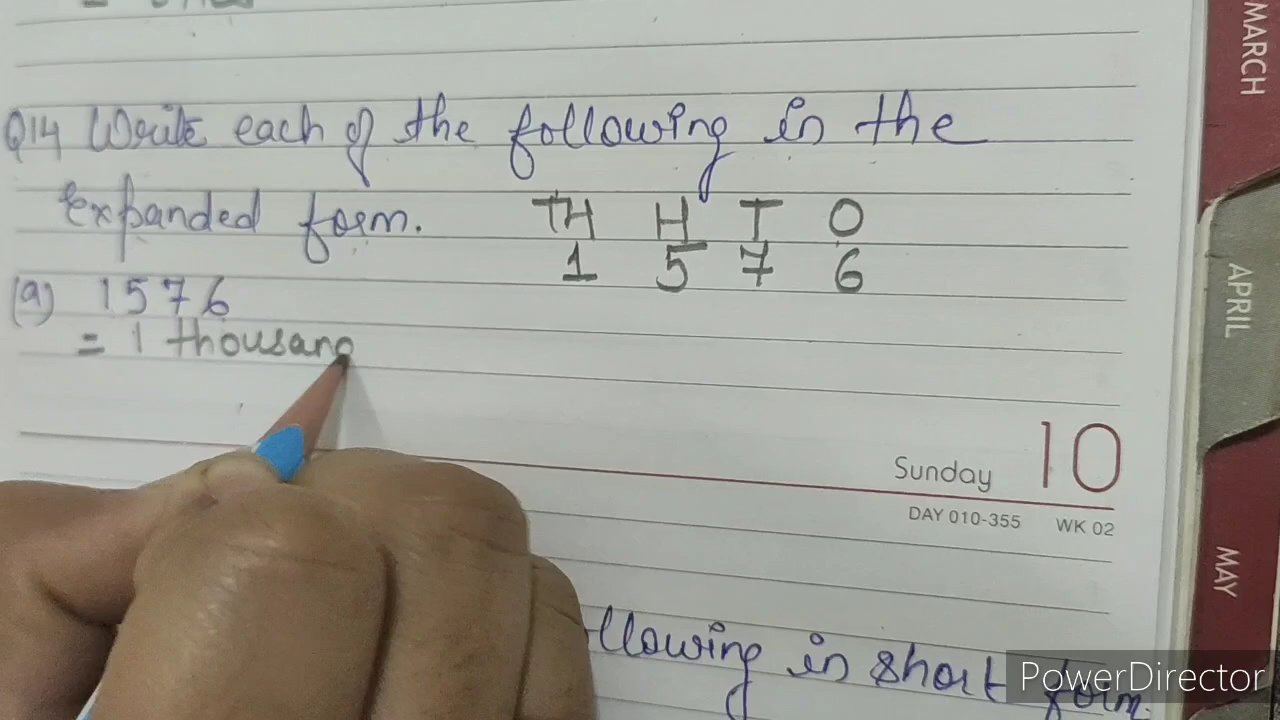 Q14 Write each of the following in the
expanded form.
TH H T O
1 5 7 6
(a) 1576
= 1 thousan
Sunday 10
DAY 010-355 WK 02
llowing in short form.
MARCH
APRIL
MAY
PowerDirector